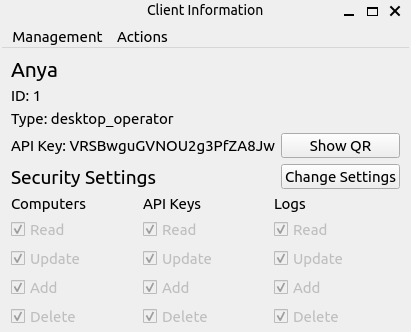 Client Information
Management Actions
Anya
ID: 1
Type: desktop_operator
API Key: VRSBwguGVNOU2g3PfZA8Jw Show QR
Security Settings Change Settings
Computers API Keys Logs
Read Read Read
Update Update Update
Add Add Add
Delete Delete Delete